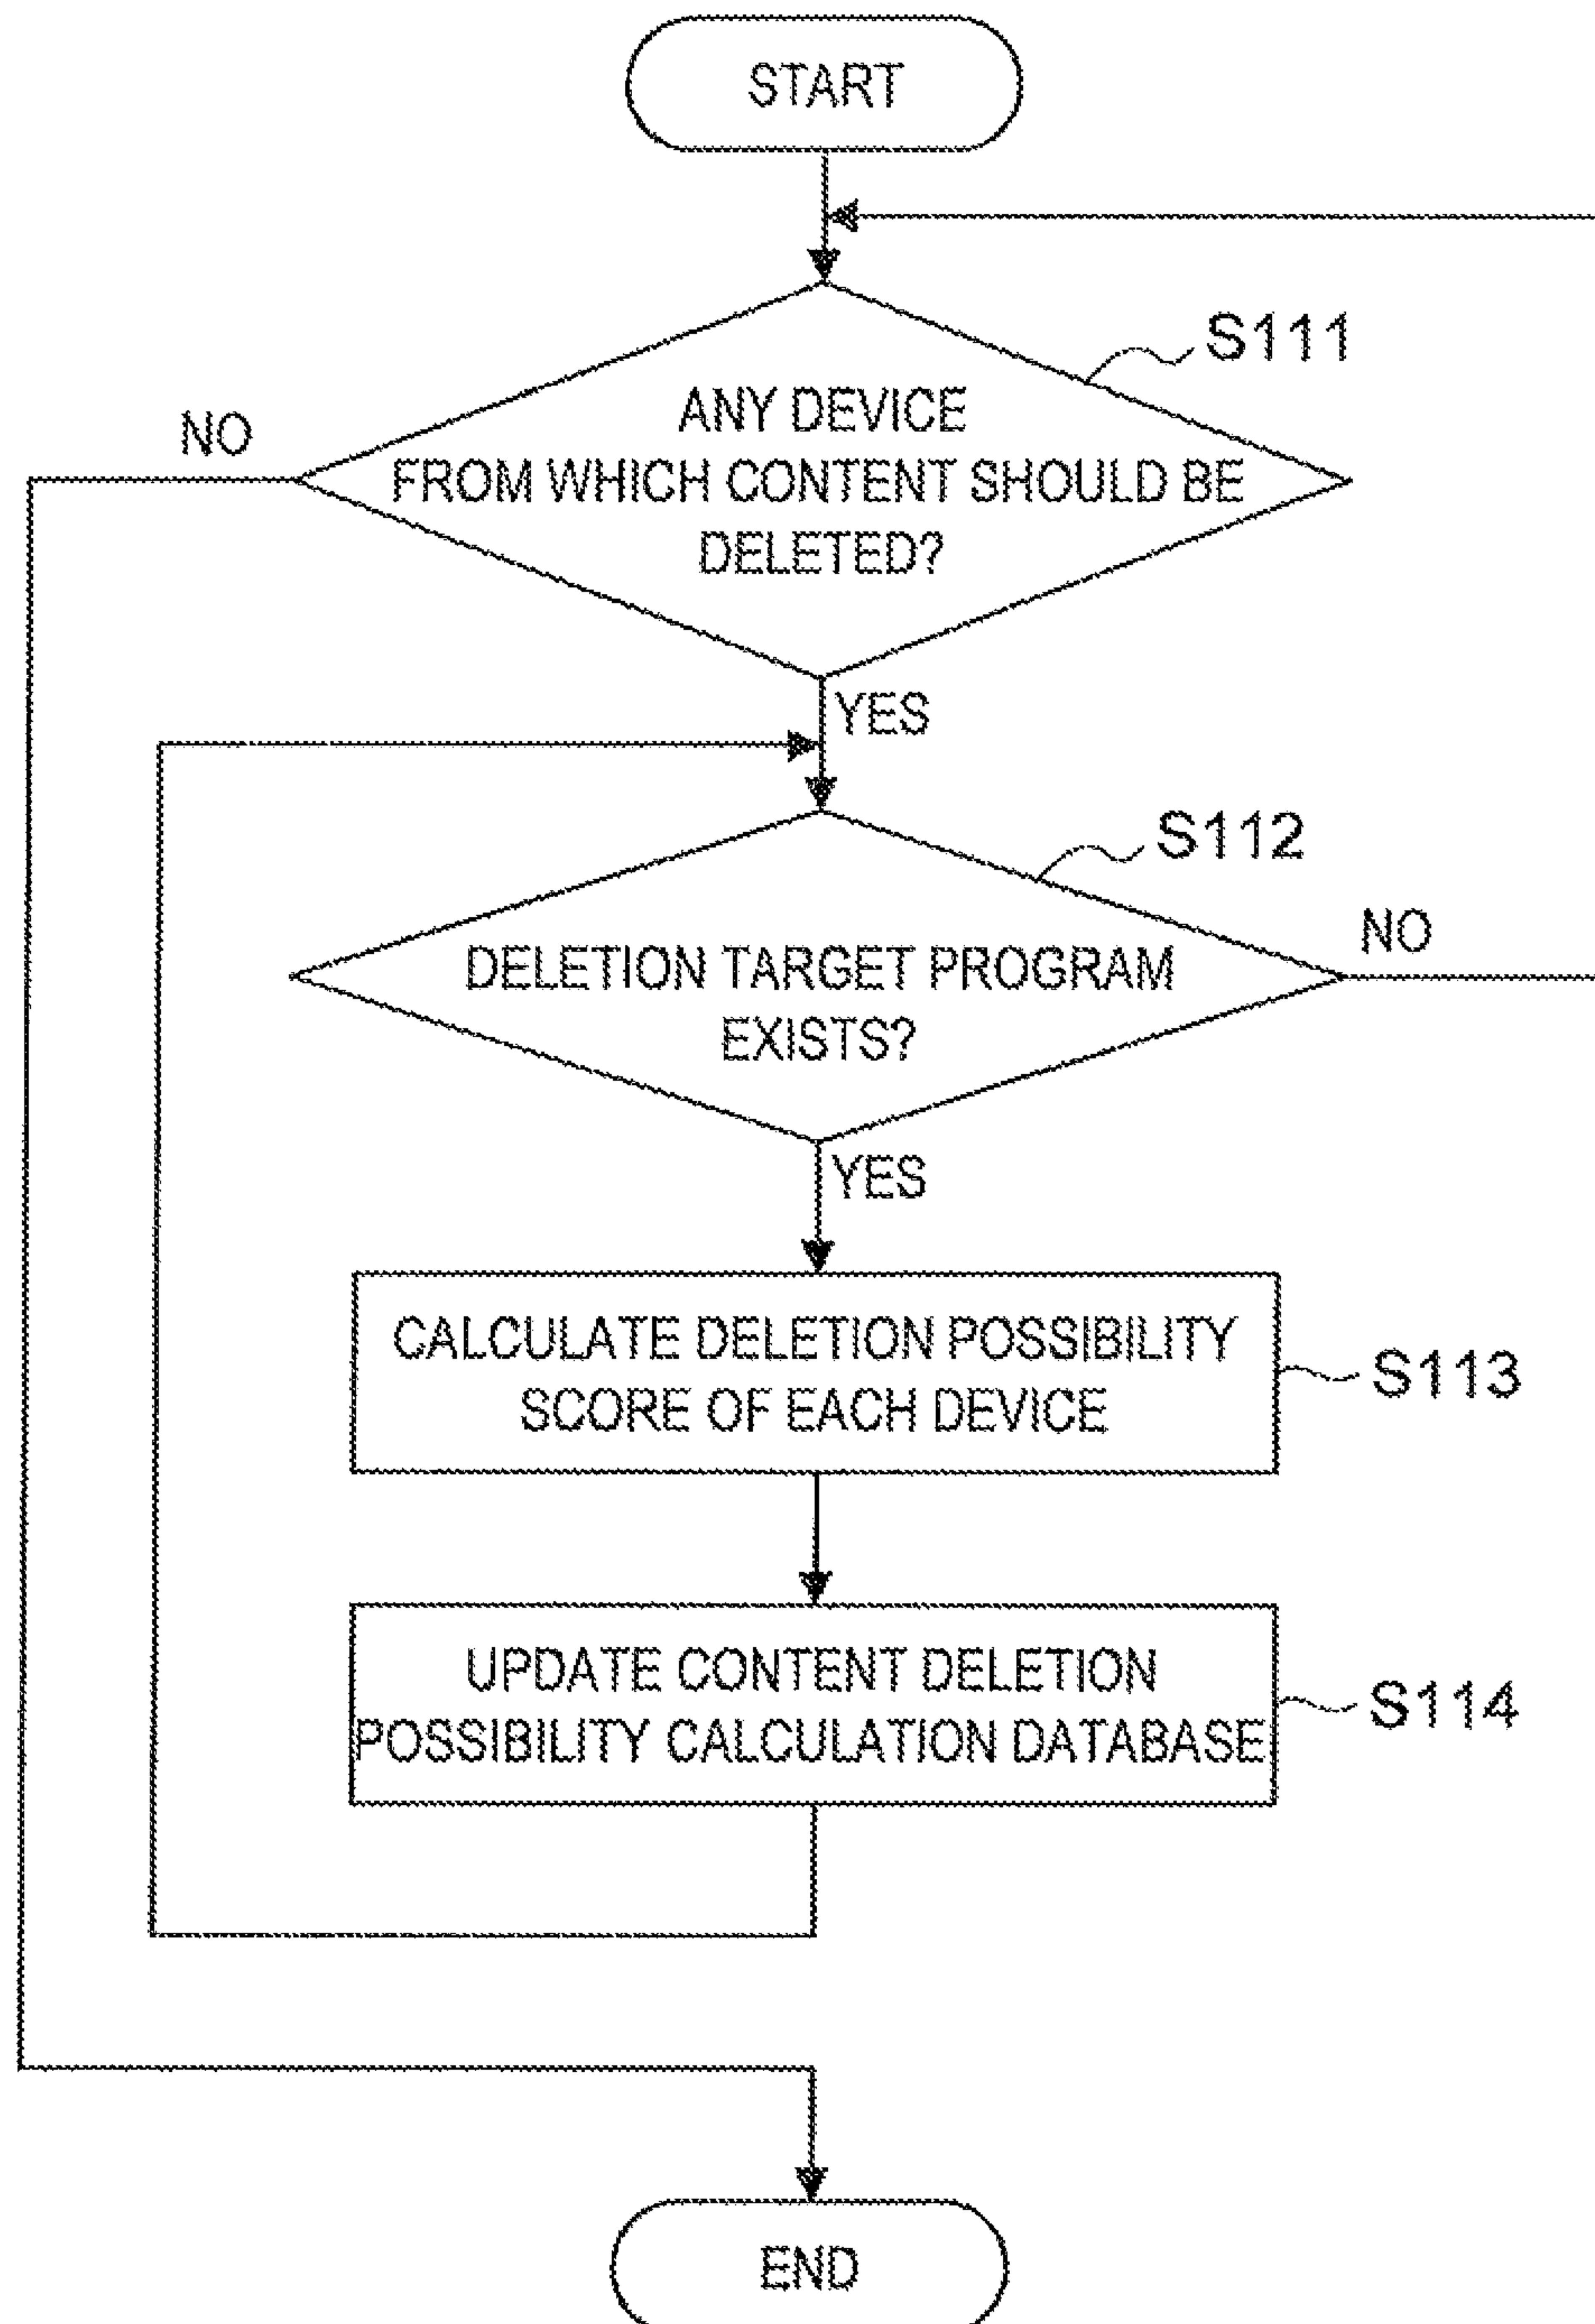 START
S111
ANY DEVICE
FROM WHICH CONTENT SHOULD BE
DELETED?
NO
YES
S112
DELETION TARGET PROGRAM
EXISTS?
NO
YES
CALCULATE DELETION POSSIBILITY
SCORE OF EACH DEVICE
S113
UPDATE CONTENT DELETION
POSSIBILITY CALCULATION DATABASE
S114
END